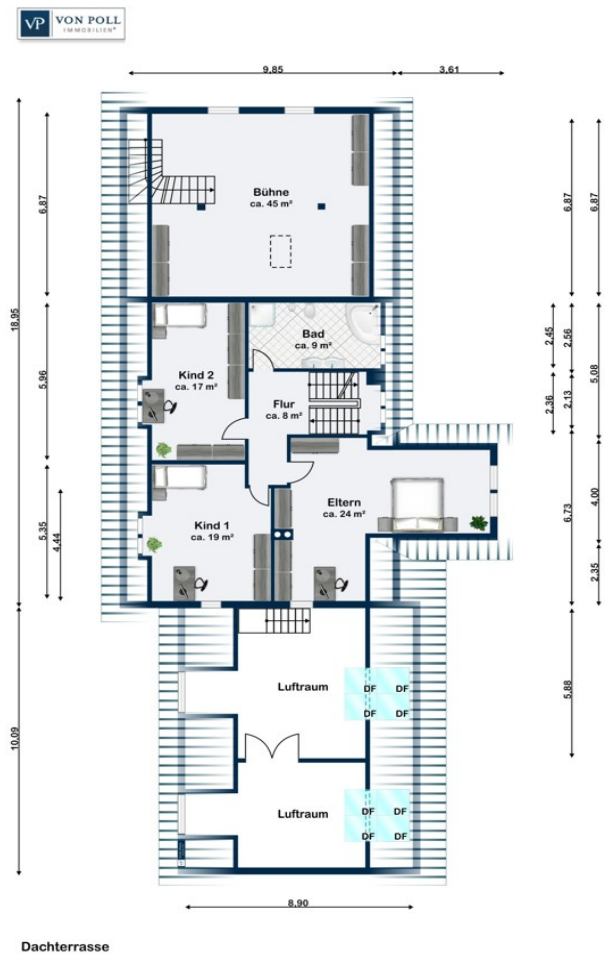 VP VON POLL
IMMOBILIEN®
9,85
3,61
6,87
18,95
Bühne
ca. 45 m²
6,87
6,87
5,96
Bad
ca. 9 m²
2,45
2,56
Kind 2
ca. 17 m²
5,08
Flur
ca. 8 m²
2,36
2,13
5,35
4,44
Kind 1
ca. 19 m²
Eltern
ca. 24 m²
6,73
4,00
2,35
Luftraum
DF DF
DF DF
5,88
10,09
Luftraum
DF DF
DF DF
8,90
Dachterrasse